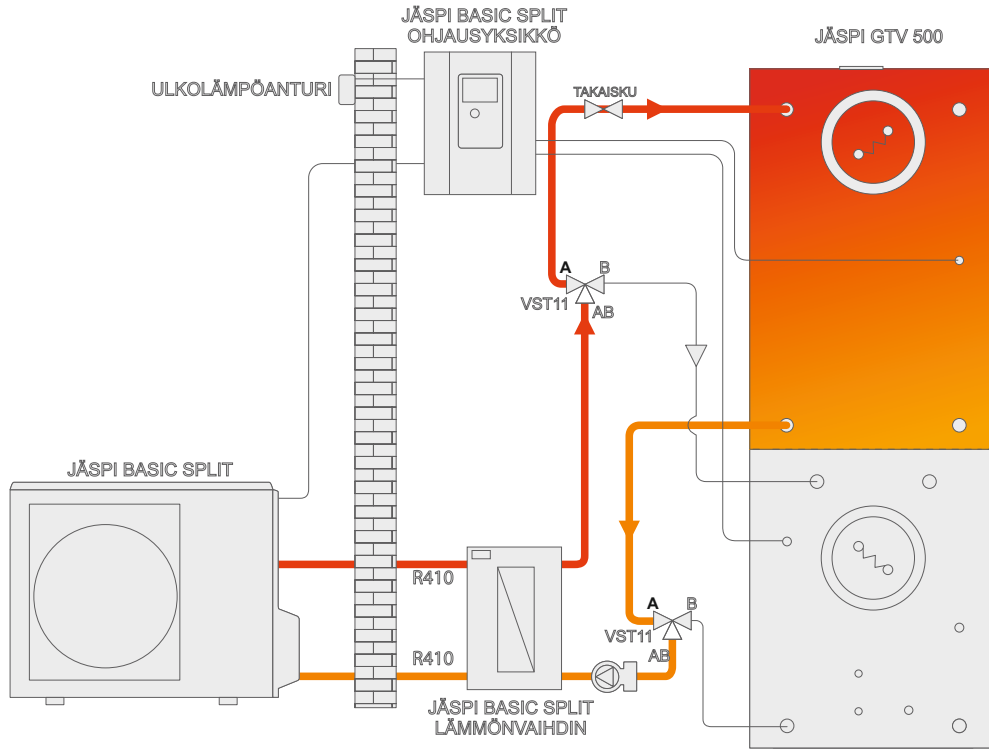 JÄSPI BASIC SPLIT
OHJAUSYKSIKKÖ
JÄSPI GTV 500
ULKOLÄMPÖANTURI
TAKAISKU
A
B
VST11
AB
JÄSPI BASIC SPLIT
R410
A
B
VST11
AB
R410
JÄSPI BASIC SPLIT
LÄMMÖNVAIHDIN